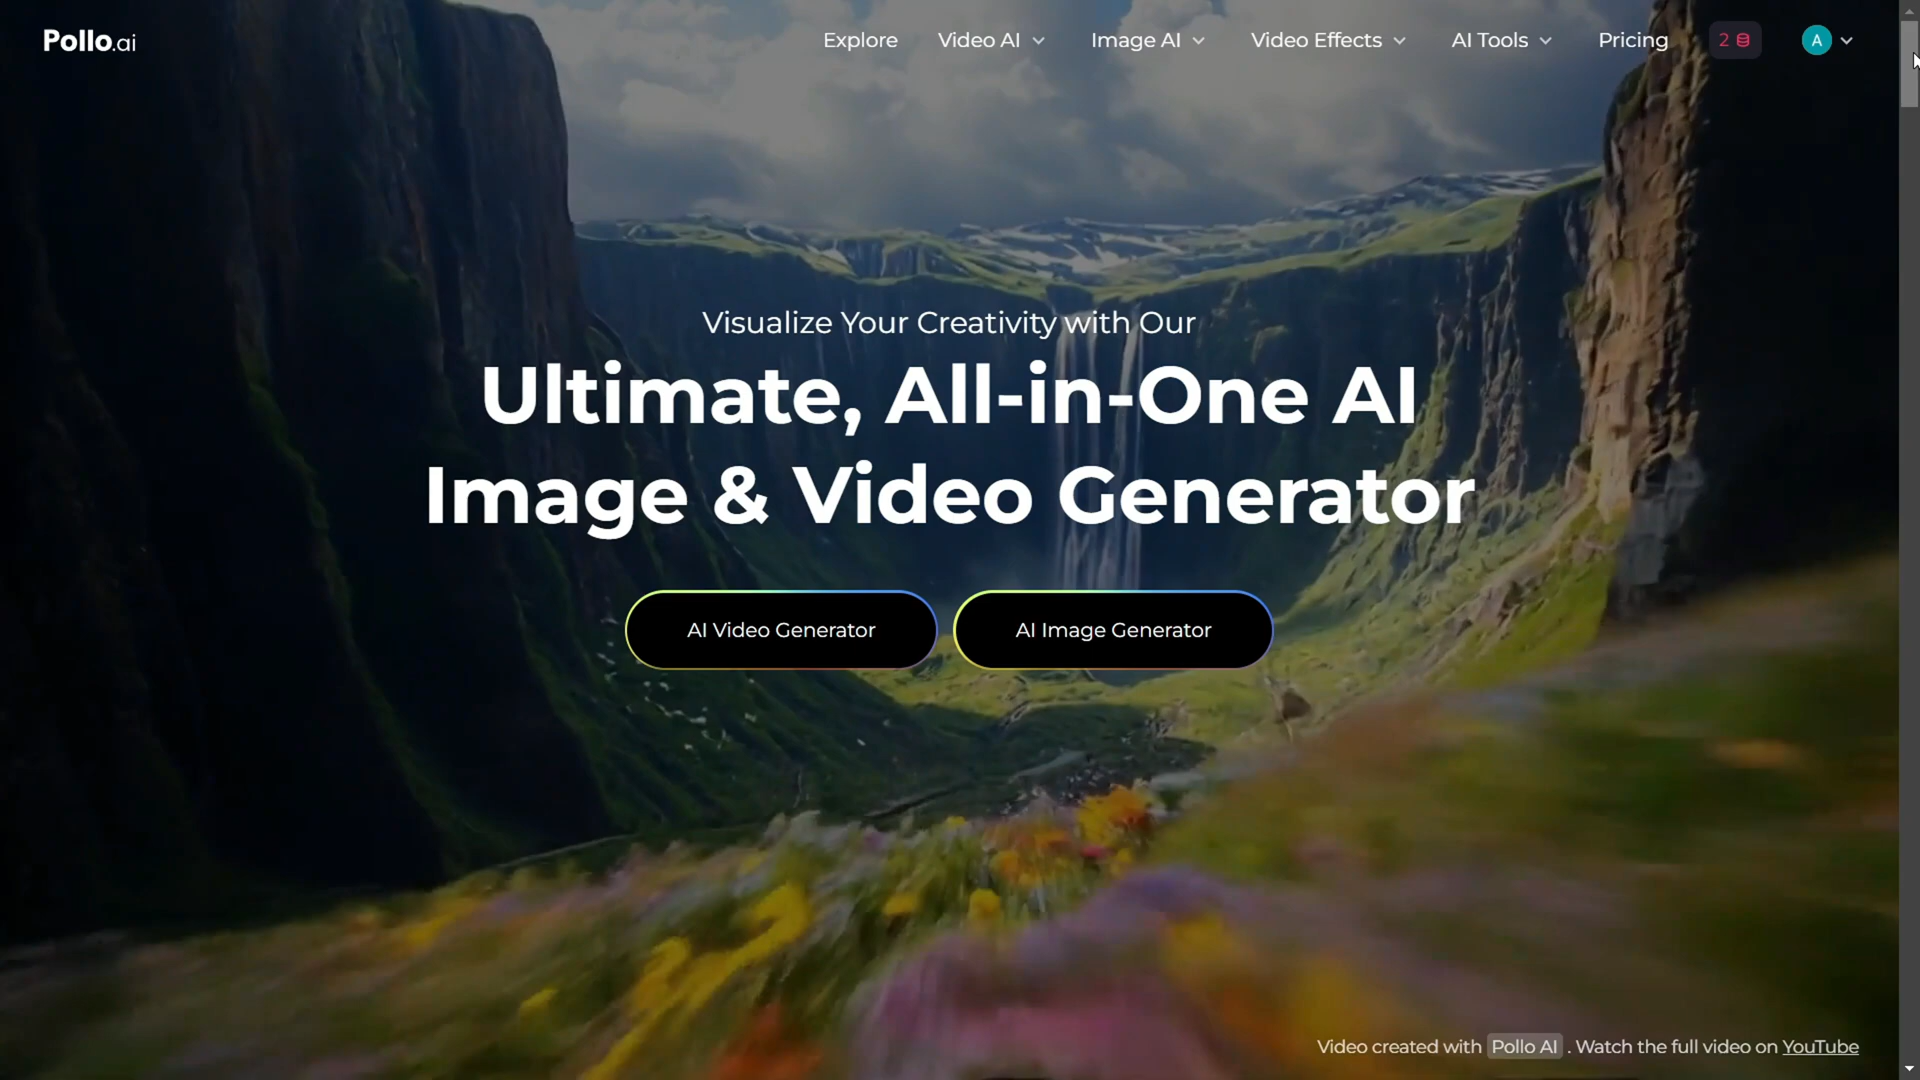 Pollo.ai
Explore Video AI Image AI Video Effects AI Tools Pricing 2 A
Visualize Your Creativity with Our
Ultimate, All-in-One AI
Image & Video Generator
AI Video Generator AI Image Generator
Video created with Pollo AI . Watch the full video on YouTube